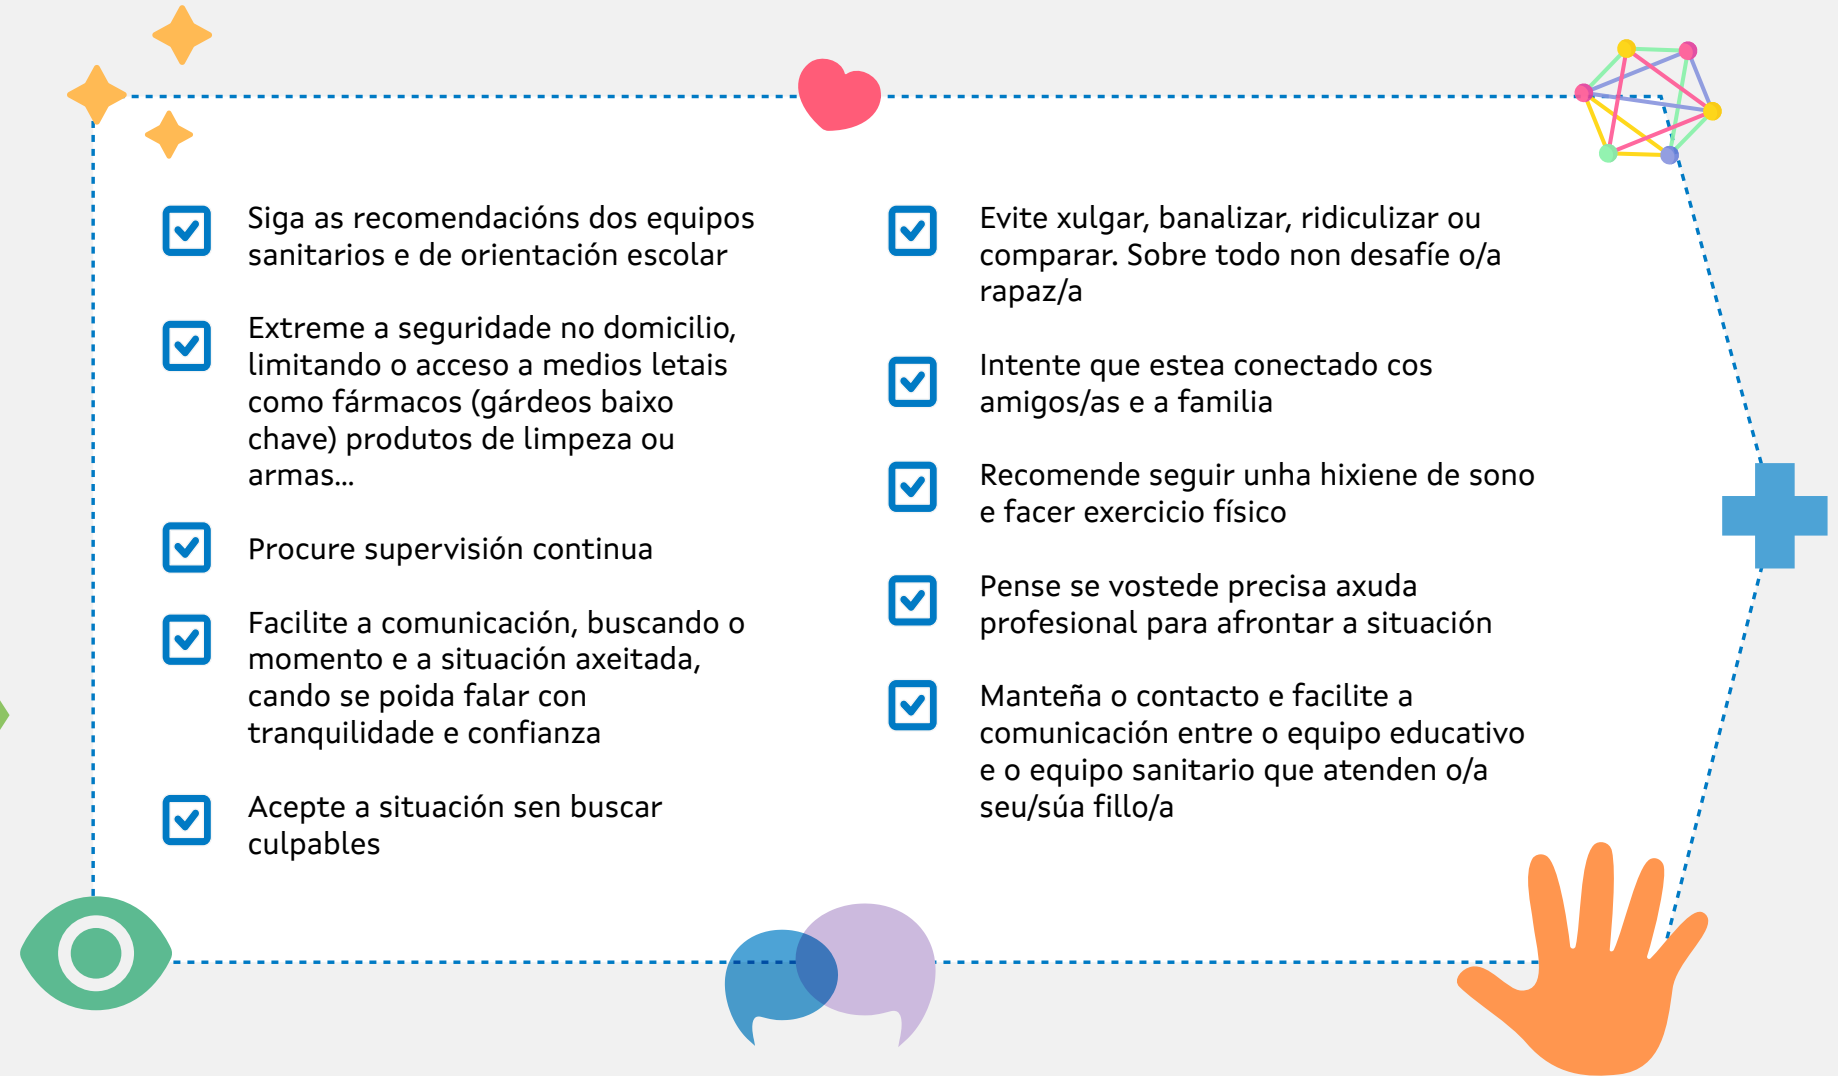 Siga as recomendacións dos equipos
sanitarios e de orientación escolar
Extreme a seguridade no domicilio,
limitando o acceso a medios letais
como fármacos (gárdeos baixo
chave) produtos de limpeza ou
armas...
Procure supervisión continua
Facilite a comunicación, buscando o
momento e a situación axeitada,
cando se poida falar con
tranquilidade e confianza
Acepte a situación sen buscar
culpables
Evite xulgar, banalizar, ridiculizar ou
comparar. Sobre todo non desafíe o/a
rapaz/a
Intente que estea conectado cos
amigos/as e a familia
Recomende seguir unha hixiene de sono
e facer exercicio físico
Pense se vostede precisa axuda
profesional para afrontar a situación
Manteña o contacto e facilite a
comunicación entre o equipo educativo
e o equipo sanitario que atenden o/a
seu/súa fillo/a